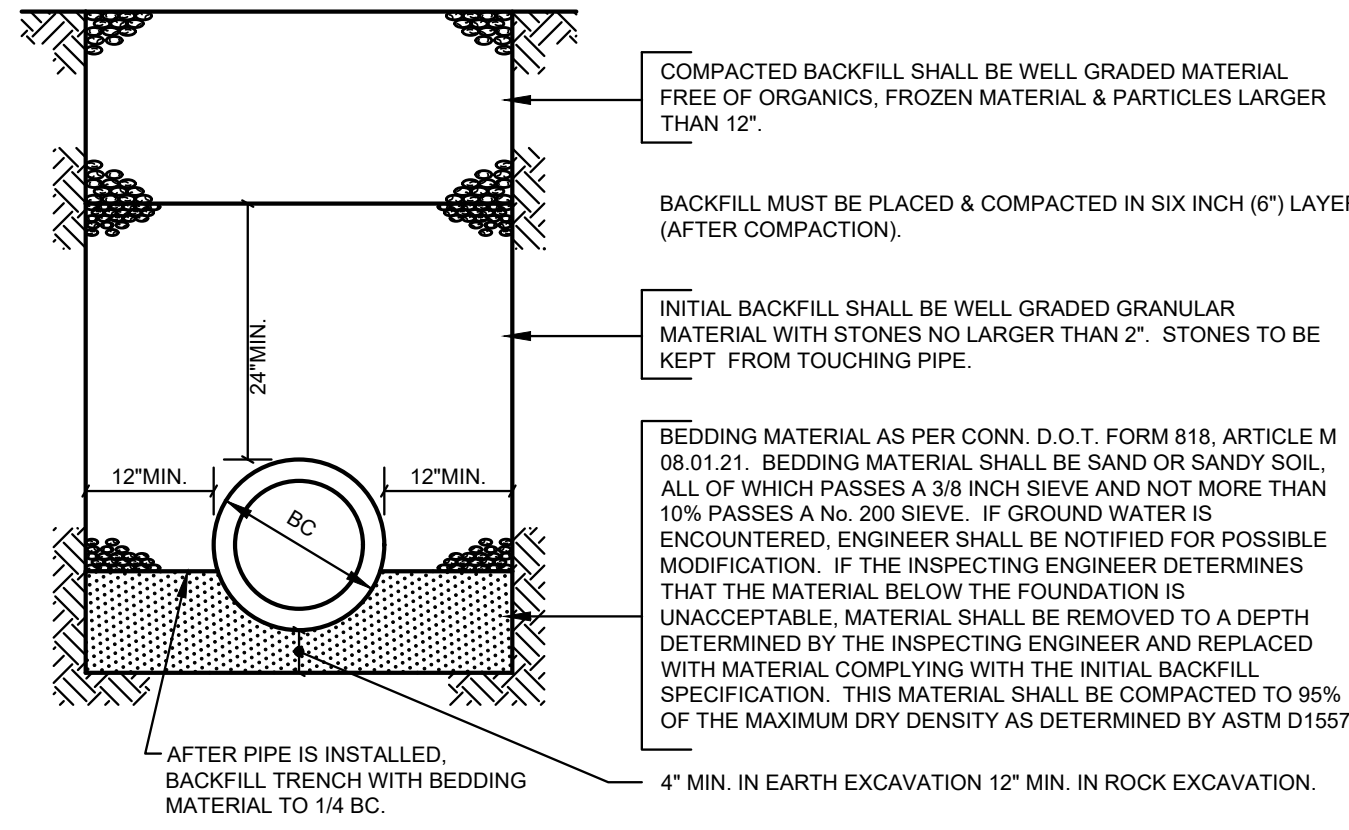 COMPACTED BACKFILL SHALL BE WELL GRADED MATERIAL
FREE OF ORGANICS, FROZEN MATERIAL & PARTICLES LARGER
THAN 12".
BACKFILL MUST BE PLACED & COMPACTED IN SIX INCH (6")
(AFTER COMPACTION).
INITIAL BACKFILL SHALL BE WELL GRADED GRANULAR
MATERIAL WITH STONES NO LARGER THAN 2". STONES TO BE
KEPT FROM TOUCHING PIPE.
24"MIN.
12"MIN.
12"MIN.
BC
BEDDING MATERIAL AS PER CONN. D.O.T. FORM 818, ARTICLE M
08.01.21. BEDDING MATERIAL SHALL BE SAND OR SANDY SOIL,
ALL OF WHICH PASSES A 3/8 INCH SIEVE AND NOT MORE THAN
10% PASSES A No. 200 SIEVE. IF GROUND WATER IS
ENCOUNTERED, ENGINEER SHALL BE NOTIFIED FOR POSSIBLE
MODIFICATION. IF THE INSPECTING ENGINEER DETERMINES
THAT THE MATERIAL BELOW THE FOUNDATION IS
UNACCEPTABLE, MATERIAL SHALL BE REMOVED TO A DEPTH
DETERMINED BY THE INSPECTING ENGINEER AND REPLACED
WITH MATERIAL COMPLYING WITH THE INITIAL BACKFILL
SPECIFICATION. THIS MATERIAL SHALL BE COMPACTED TO 95%
OF THE MAXIMUM DRY DENSITY AS DETERMINED BY ASTM D1557
AFTER PIPE IS INSTALLED,
BACKFILL TRENCH WITH BEDDING
MATERIAL TO 1/4 BC.
4" MIN. IN EARTH EXCAVATION 12" MIN. IN ROCK EXCAVATION.